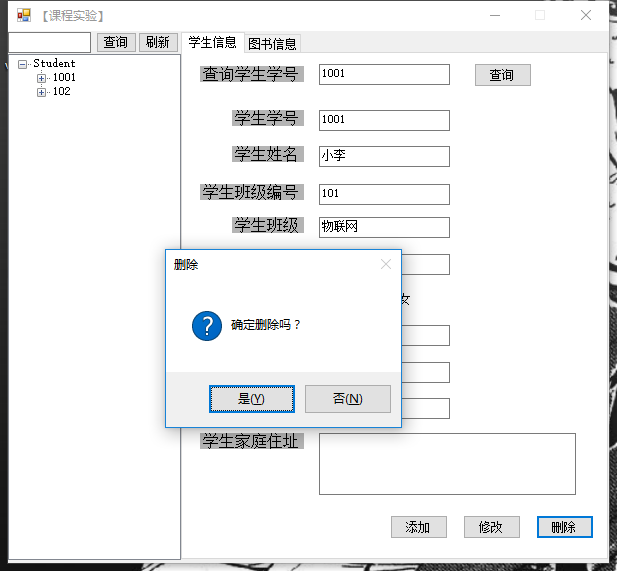 【课程实验】
查询 刷新 学生信息 图书信息
Student
1001
102
查询学生学号 1001 查询
学生学号 1001
学生姓名 小李
学生班级编号 101
学生班级 物联网
女
删除
确定删除吗？
是(Y) 否(N)
学生家庭住址
添加 修改 删除